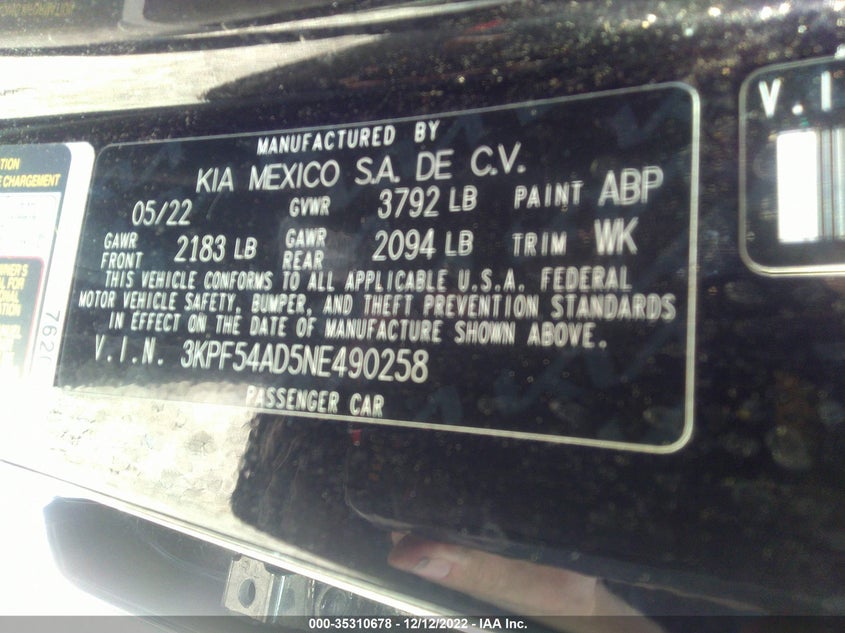 MANUFACTURED BY
KIA MEXICO S.A. DE C.V.
05/22 GVWR 3792 LB PAINT ABP
GAWR FRONT 2183 LB GAWR REAR 2094 LB TRIM WK
THIS VEHICLE CONFORMS TO ALL APPLICABLE U.S.A. FEDERAL
MOTOR VEHICLE SAFETY, BUMPER, AND THEFT PREVENTION STANDARDS
IN EFFECT ON THE DATE OF MANUFACTURE SHOWN ABOVE.
V.I.N. 3KPF54AD5NE490258
PASSENGER CAR
V.I
CHARGEMENT
762
000-35310678 - 12/12/2022 - IAA Inc.